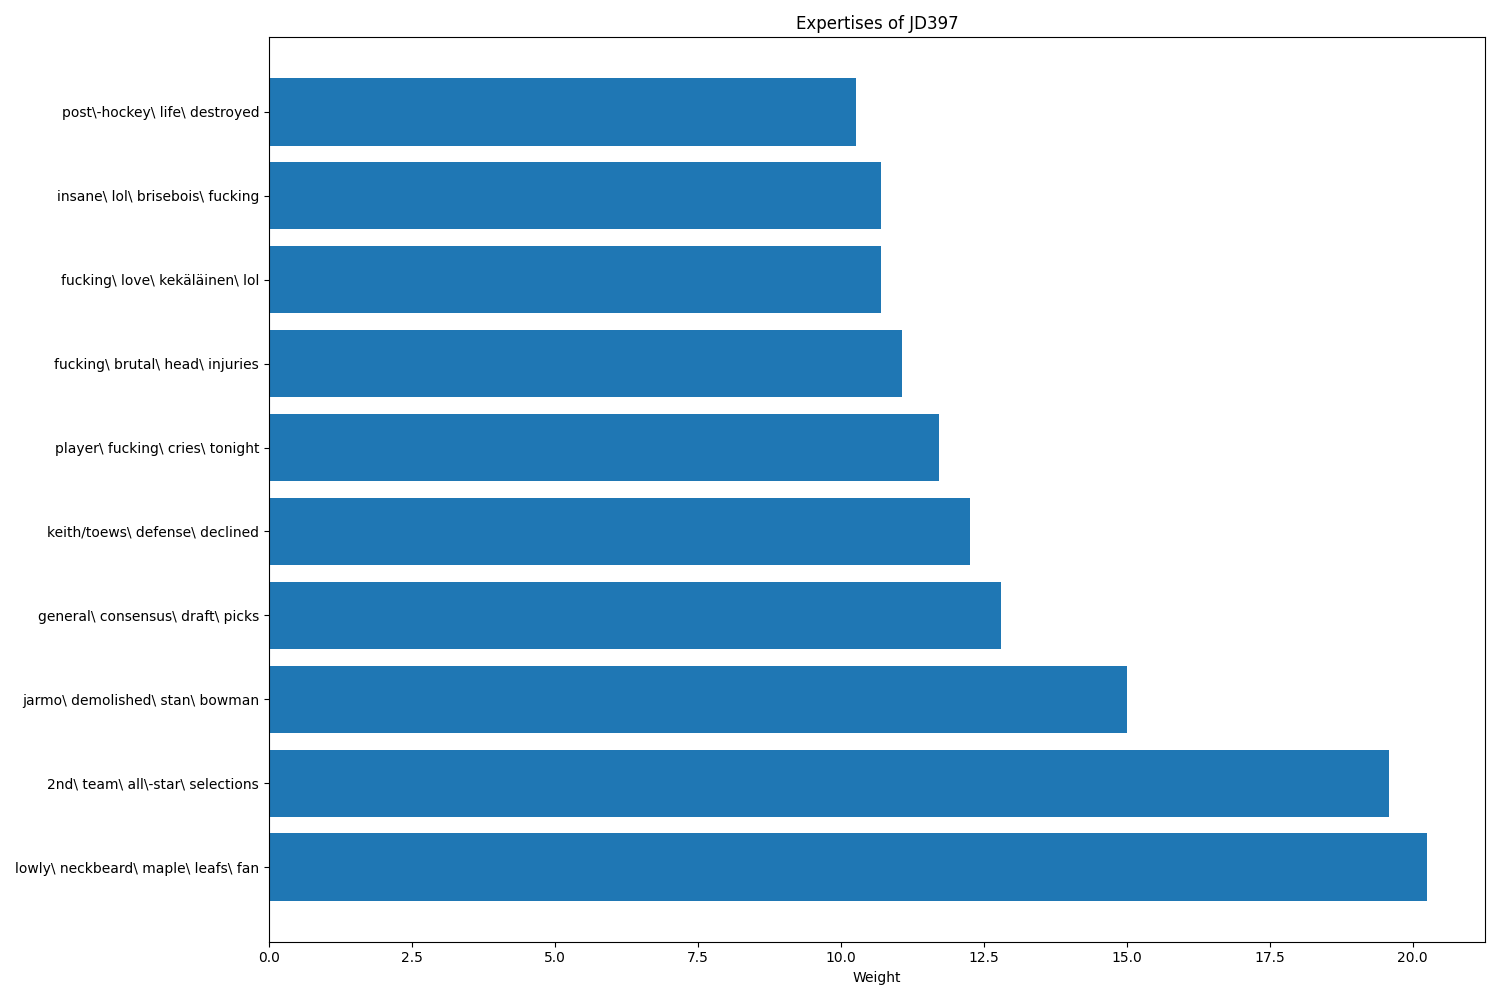 Expertises of JD397
post\-hockey\ life\ destroyed
insane\ lol\ brisebois\ fucking
fucking\ love\ kekäläinen\ lol
fucking\ brutal\ head\ injuries
player\ fucking\ cries\ tonight
keith/toews\ defense\ declined
general\ consensus\ draft\ picks
jarmo\ demolished\ stan\ bowman
2nd\ team\ all\-star\ selections
lowly\ neckbeard\ maple\ leafs\ fan
0.0 2.5 5.0 7.5 10.0 12.5 15.0 17.5 20.0
Weight